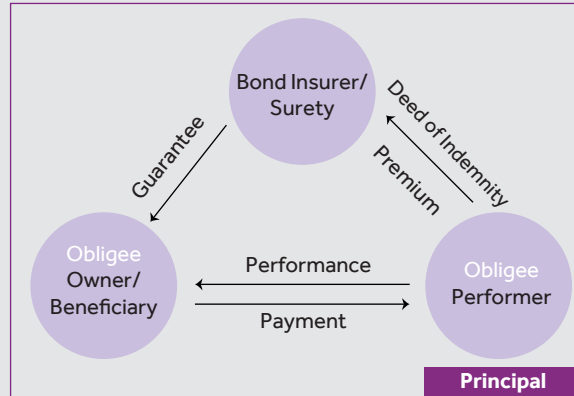 Bond Insurer/
Surety
Guarantee
Deed of Indemnity
Premium
Obligee
Owner/
Beneficiary
Performance
Payment
Obligee
Performer
Principal